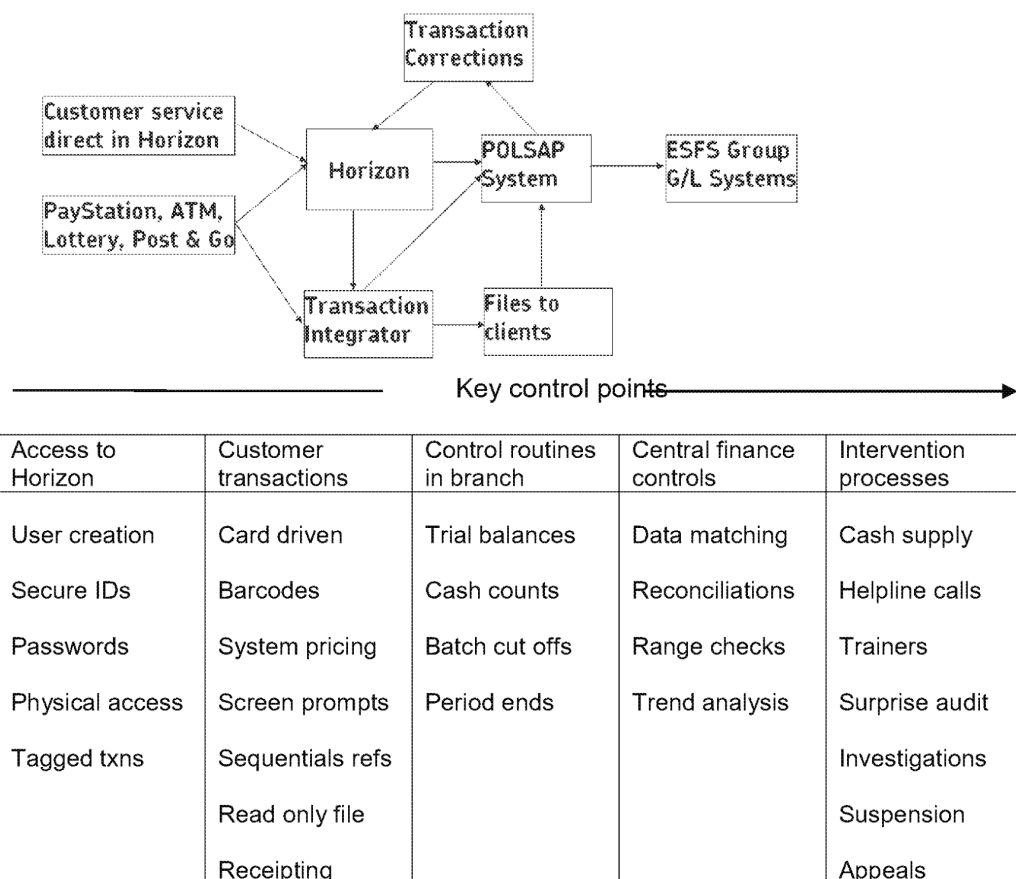 Transaction
Corrections
Customer service
direct in Horizon
Horizon
POLSAP
System
ESFS Group
G/L Systems
PayStation, ATM,
Lottery, Post & Go
Transaction
Integrator
Files to
clients
Key control points
Access to
Horizon
Customer
transactions
Control routines
in branch
Central finance
controls
Intervention
processes
User creation
Card driven
Trial balances
Data matching
Cash supply
Secure IDs
Barcodes
Cash counts
Reconciliations
Helpline calls
Passwords
System pricing
Batch cut offs
Range checks
Trainers
Physical access
Screen prompts
Period ends
Trend analysis
Surprise audit
Tagged txns
Sequentials refs
Investigations
Read only file
Suspension
Receipting
Appeals